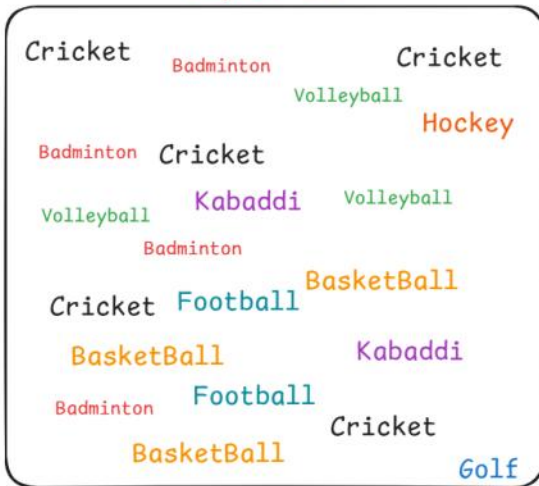 Cricket
Badminton
Cricket
Volleyball
Hockey
Badminton
Cricket
Kabaddi
Volleyball
Volleyball
Badminton
BasketBall
Cricket
Football
BasketBall
Kabaddi
Football
Badminton
Cricket
BasketBall
Golf